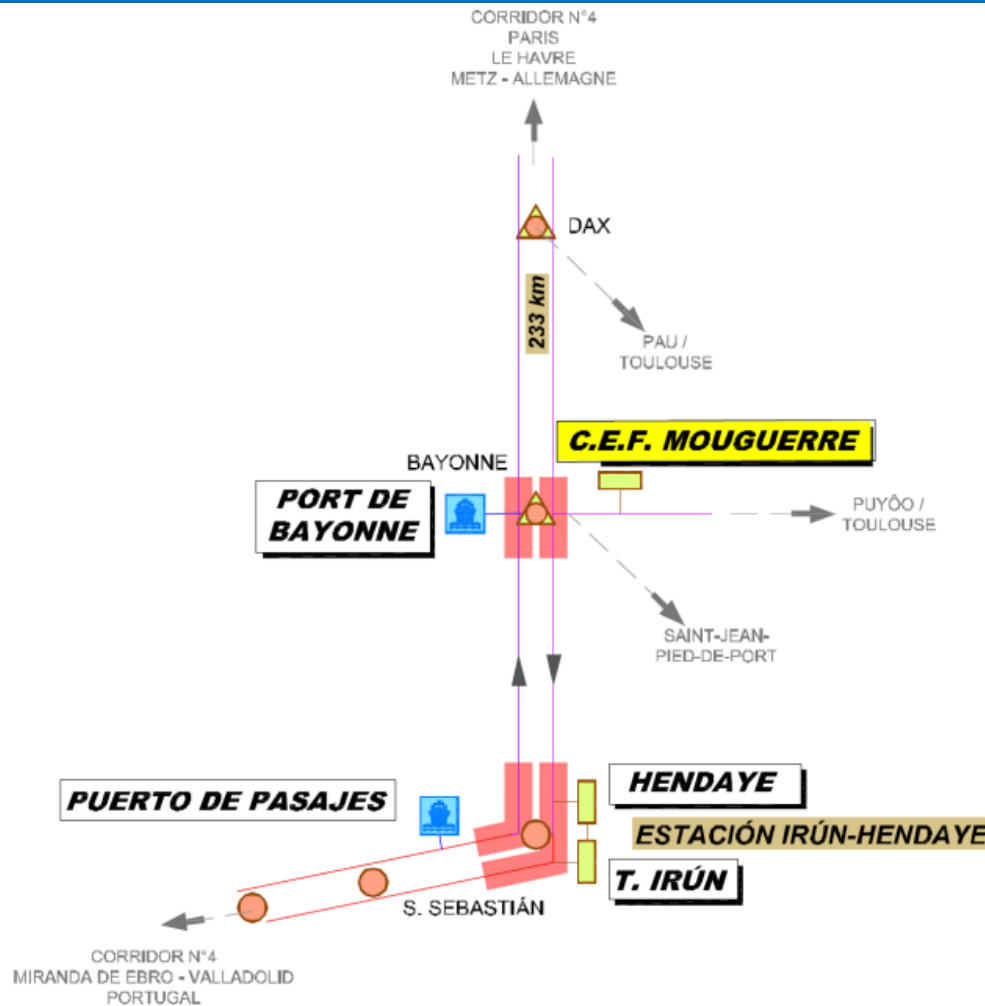 CORRIDOR N°4
PARIS
LE HAVRE
METZ - ALLEMAGNE
DAX
233 km
PAU /
TOULOUSE
C.E.F. MOUGUERRE
BAYONNE
PORT DE
BAYONNE
PUYÔO /
TOULOUSE
SAINT-JEAN-
PIED-DE-PORT
PUERTO DE PASAJES
HENDAYE
ESTACIÓN IRÚN-HENDAYE
T. IRÚN
S. SEBASTIÁN
CORRIDOR N°4
MIRANDA DE EBRO - VALLADOLID
PORTUGAL